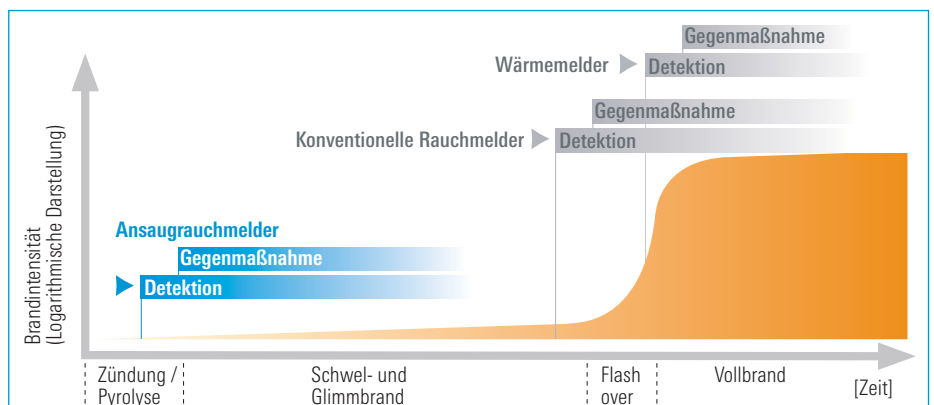 Gegenmaßnahme
Wärmemelder
Detektion
Gegenmaßnahme
Konventionelle Rauchmelder
Detektion
Ansaugrauchmelder
Gegenmaßnahme
Detektion
Brandintensität
(Logarithmische Darstellung)
Zündung /
Pyrolyse
Schwel- und
Glimmbrand
Flash
over
Vollbrand
[Zeit]